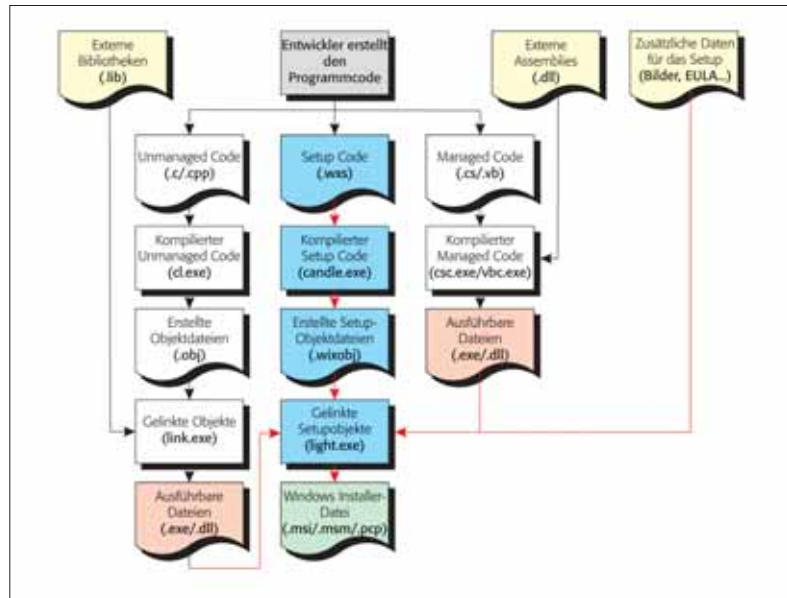 Externe
Bibliotheken
(.lib)
Entwickler erstellt
den
Programmcode
Externe
Assemblies
(.dll)
Zusätzliche Daten
für das Setup
(Bilder, EULA...)
Unmanaged Code
(.c/.cpp)
Setup Code
(.wxs)
Managed Code
(.cs/.vb)
Kompilierter
Unmanaged Code
(cl.exe)
Kompilierter
Setup Code
(candle.exe)
Kompilierter
Managed Code
(csc.exe/vbc.exe)
Erstellte
Objektdateien
(.obj)
Erstellte Setup-
Objektdateien
(.wixobj)
Ausführbare
Dateien
(.exe/.dll)
Gelinkte Objekte
(link.exe)
Gelinkte
Setupobjekte
(light.exe)
Ausführbare
Dateien
(.exe/.dll)
Windows Installer-
Datei
(.msi/.msm/.pcp)